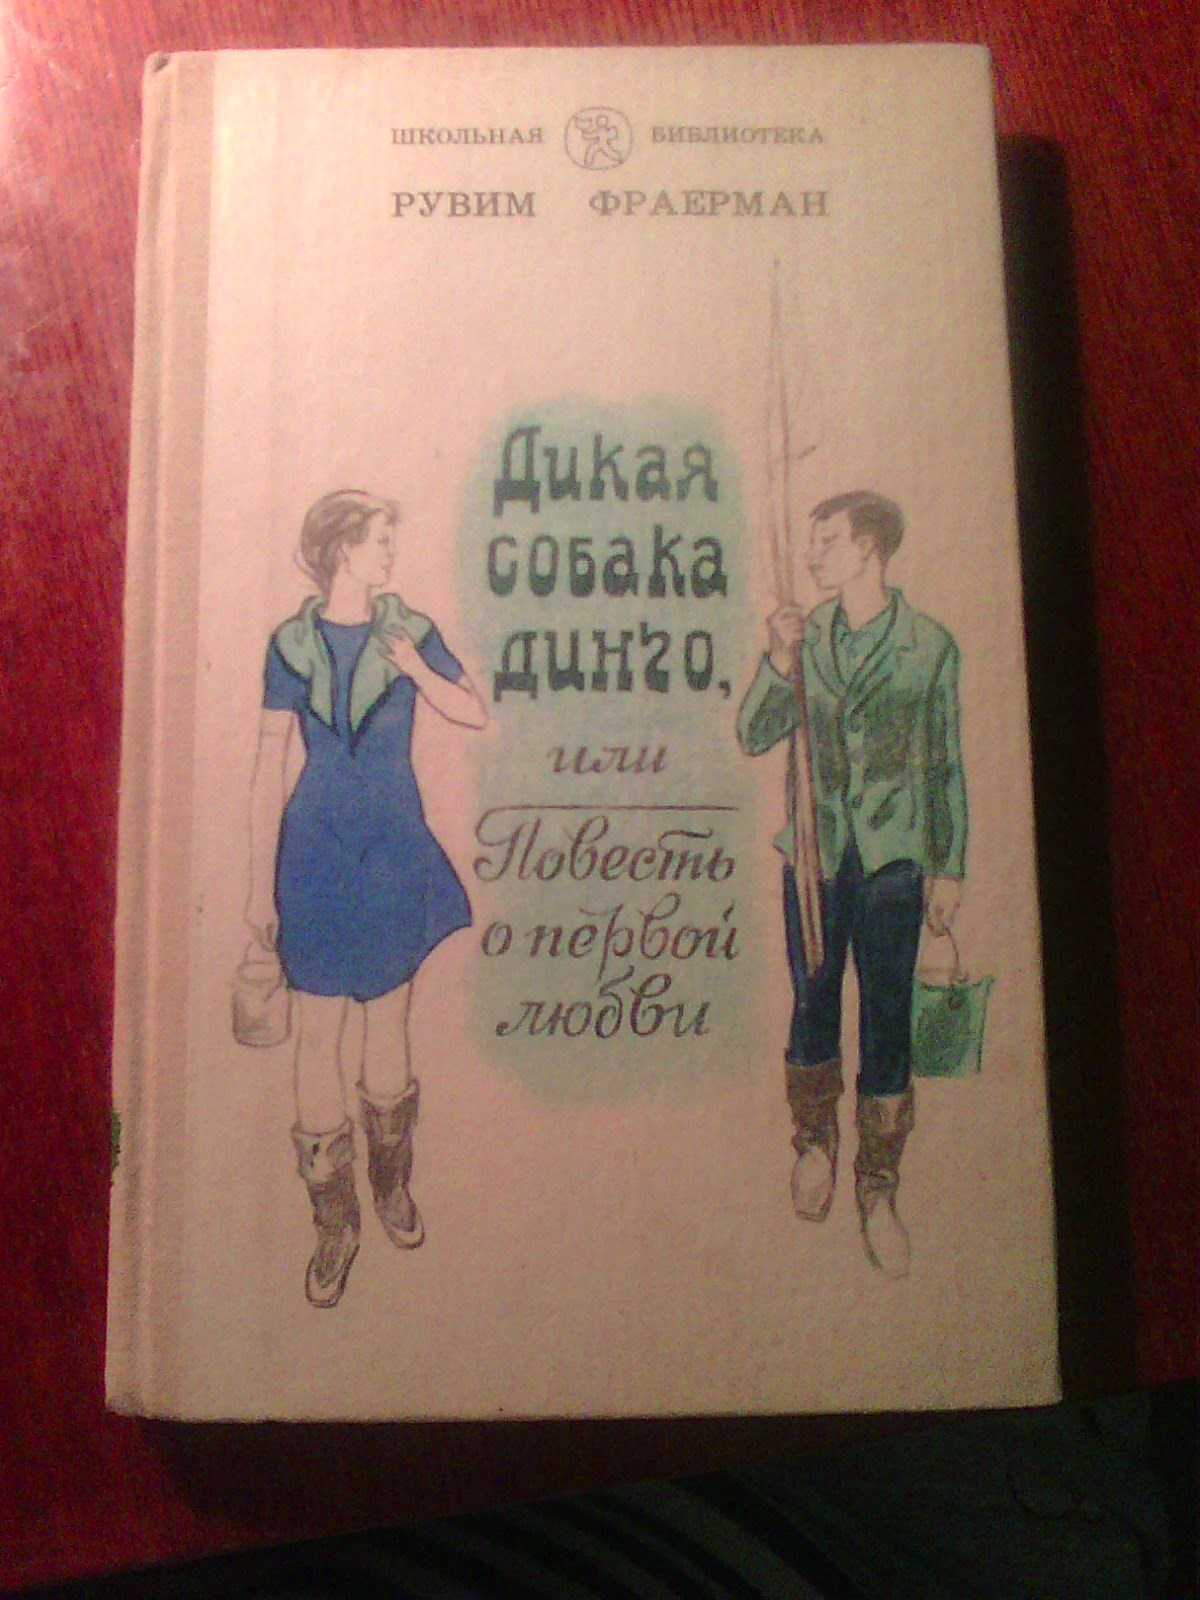 ШКОЛЬНАЯ БИБЛИОТЕКА
РУВИМ ФРАЕРМАН
Дикая
собака
динго,
или
Повесть
о первой
любви